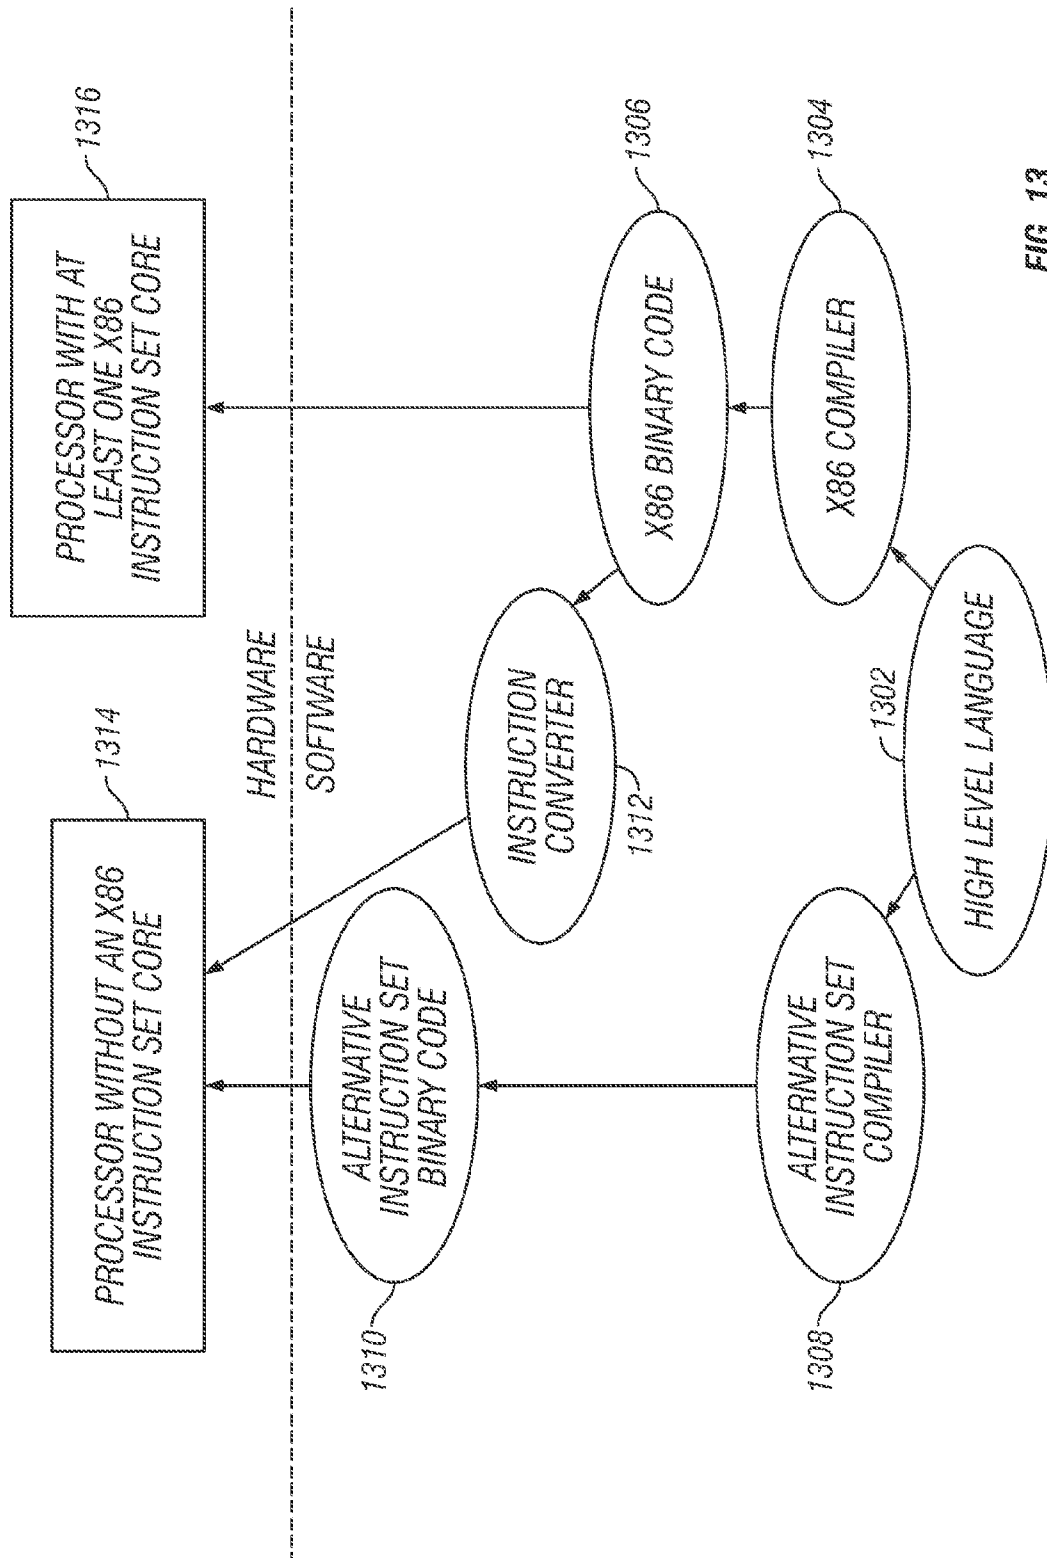 PROCESSOR WITHOUT AN X86
INSTRUCTION SET CORE
1314
PROCESSOR WITH AT
LEAST ONE X86
INSTRUCTION SET CORE
1316
HARDWARE
SOFTWARE
1310
ALTERNATIVE
INSTRUCTION SET
BINARY CODE
INSTRUCTION
CONVERTER
1312
X86 BINARY CODE
1306
1308
ALTERNATIVE
INSTRUCTION SET
COMPILER
X86 COMPILER
1304
1302
HIGH LEVEL LANGUAGE
FIG. 13